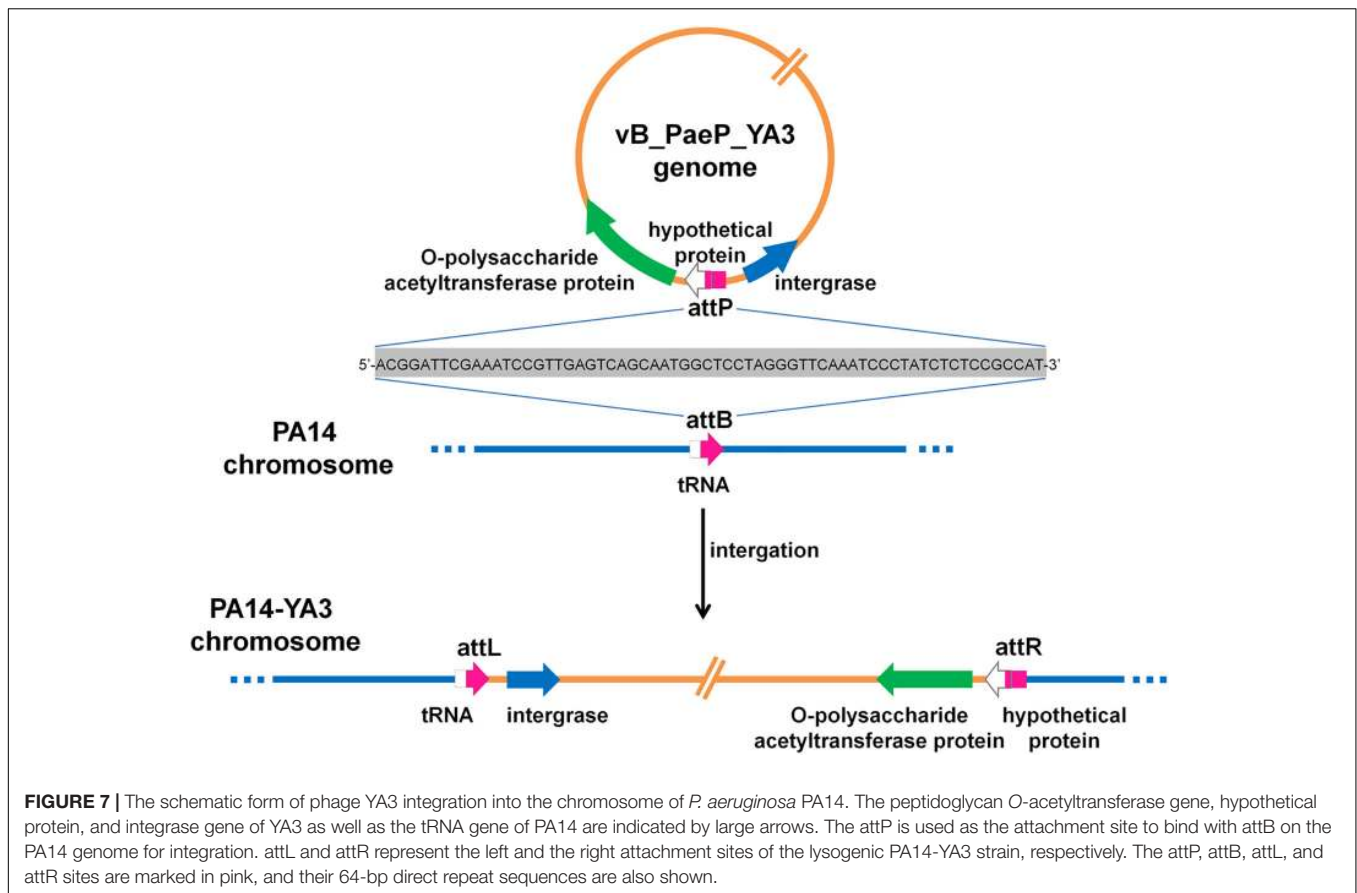 vB_PaeP_YA3
genome
hypothetical
protein
O-polysaccharide
acetyltransferase protein
intergrase
attP
5'-ACGGATTCGAAATCCGTTGAGTCAGCAATGGCTCCTAGGGTTCAAATCCCTATCTCTCCGCCAT-3'
attB
PA14
chromosome
tRNA
intergation
PA14-YA3
chromosome
attL
attR
tRNA
intergrase
O-polysaccharide
acetyltransferase protein
hypothetical
protein
FIGURE 7 | The schematic form of phage YA3 integration into the chromosome of P. aeruginosa PA14. The peptidoglycan O-acetyltransferase gene, hypothetical
protein, and integrase gene of YA3 as well as the tRNA gene of PA14 are indicated by large arrows. The attP is used as the attachment site to bind with attB on the
PA14 genome for integration. attL and attR represent the left and the right attachment sites of the lysogenic PA14-YA3 strain, respectively. The attP, attB, attL, and
attR sites are marked in pink, and their 64-bp direct repeat sequences are also shown.